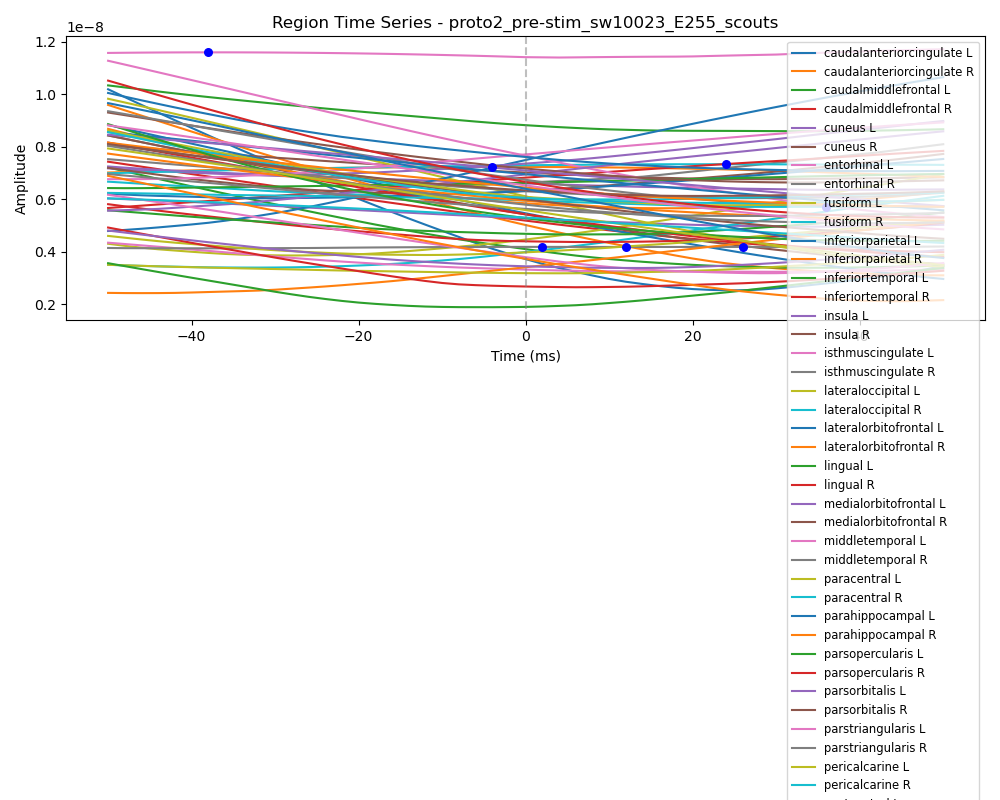 Region Time Series - proto2_pre-stim_sw10023_E255_scouts
1e−8
1.2
1.0
0.8
0.6
0.4
0.2
Amplitude
−40
−20
0
20
Time (ms)
caudalanteriorcingulate L
caudalanteriorcingulate R
caudalmiddlefrontal L
caudalmiddlefrontal R
cuneus L
cuneus R
entorhinal L
entorhinal R
fusiform L
fusiform R
inferiorparietal L
inferiorparietal R
inferiortemporal L
inferiortemporal R
insula L
insula R
isthmuscingulate L
isthmuscingulate R
lateraloccipital L
lateraloccipital R
lateralorbitofrontal L
lateralorbitofrontal R
lingual L
lingual R
medialorbitofrontal L
medialorbitofrontal R
middletemporal L
middletemporal R
paracentral L
paracentral R
parahippocampal L
parahippocampal R
parsopercularis L
parsopercularis R
parsorbitalis L
parsorbitalis R
parstriangularis L
parstriangularis R
pericalcarine L
pericalcarine R